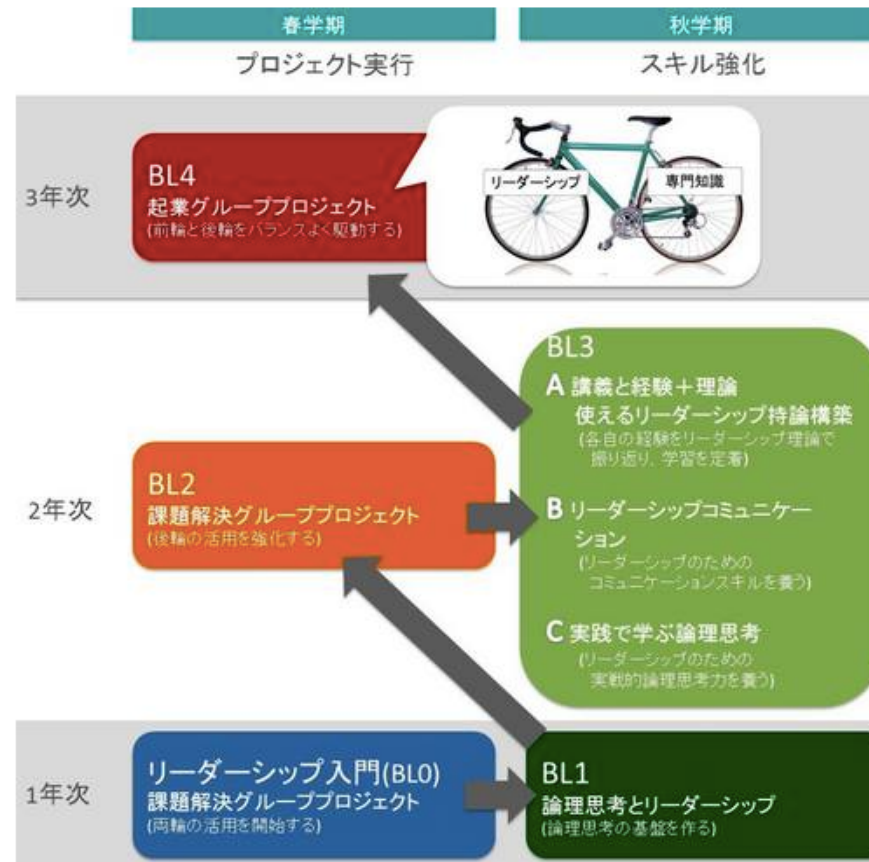 春学期
秋学期
プロジェクト実行
スキル強化
3年次
BL4
起業グループプロジェクト
(前輪と後輪をバランスよく駆動する)
リーダーシップ
専門知識
2年次
BL2
課題解決グループプロジェクト
(後輪の活用を強化する)
BL3
A 講義と経験＋理論
使えるリーダーシップ持論構築
(各自の経験をリーダーシップ理論で
振り返り、学習を定着)
B リーダーシップコミュニケー
ション
(リーダーシップのための
コミュニケーションスキルを養う)
C 実践で学ぶ論理思考
(リーダーシップのための
実戦的論理思考力を養う)
1年次
リーダーシップ入門(BL0)
課題解決グループプロジェクト
(両輪の活用を開始する)
BL1
論理思考とリーダーシップ
(論理思考の基盤を作る)